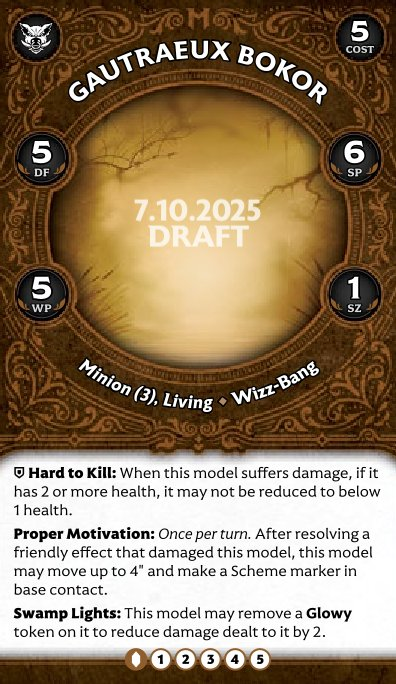 5
COST
GAUTRAEUX BOKOR
5
DF
6
SP
7.10.2025
DRAFT
5
WP
1
SZ
Minion (3), Living ⬥ Wizz-Bang
Hard to Kill: When this model suffers damage, if it
has 2 or more health, it may not be reduced to below
1 health.
Proper Motivation: Once per turn. After resolving a
friendly effect that damaged this model, this model
may move up to 4" and make a Scheme marker in
base contact.
Swamp Lights: This model may remove a Glowy
token on it to reduce damage dealt to it by 2.
1 2 3 4 5